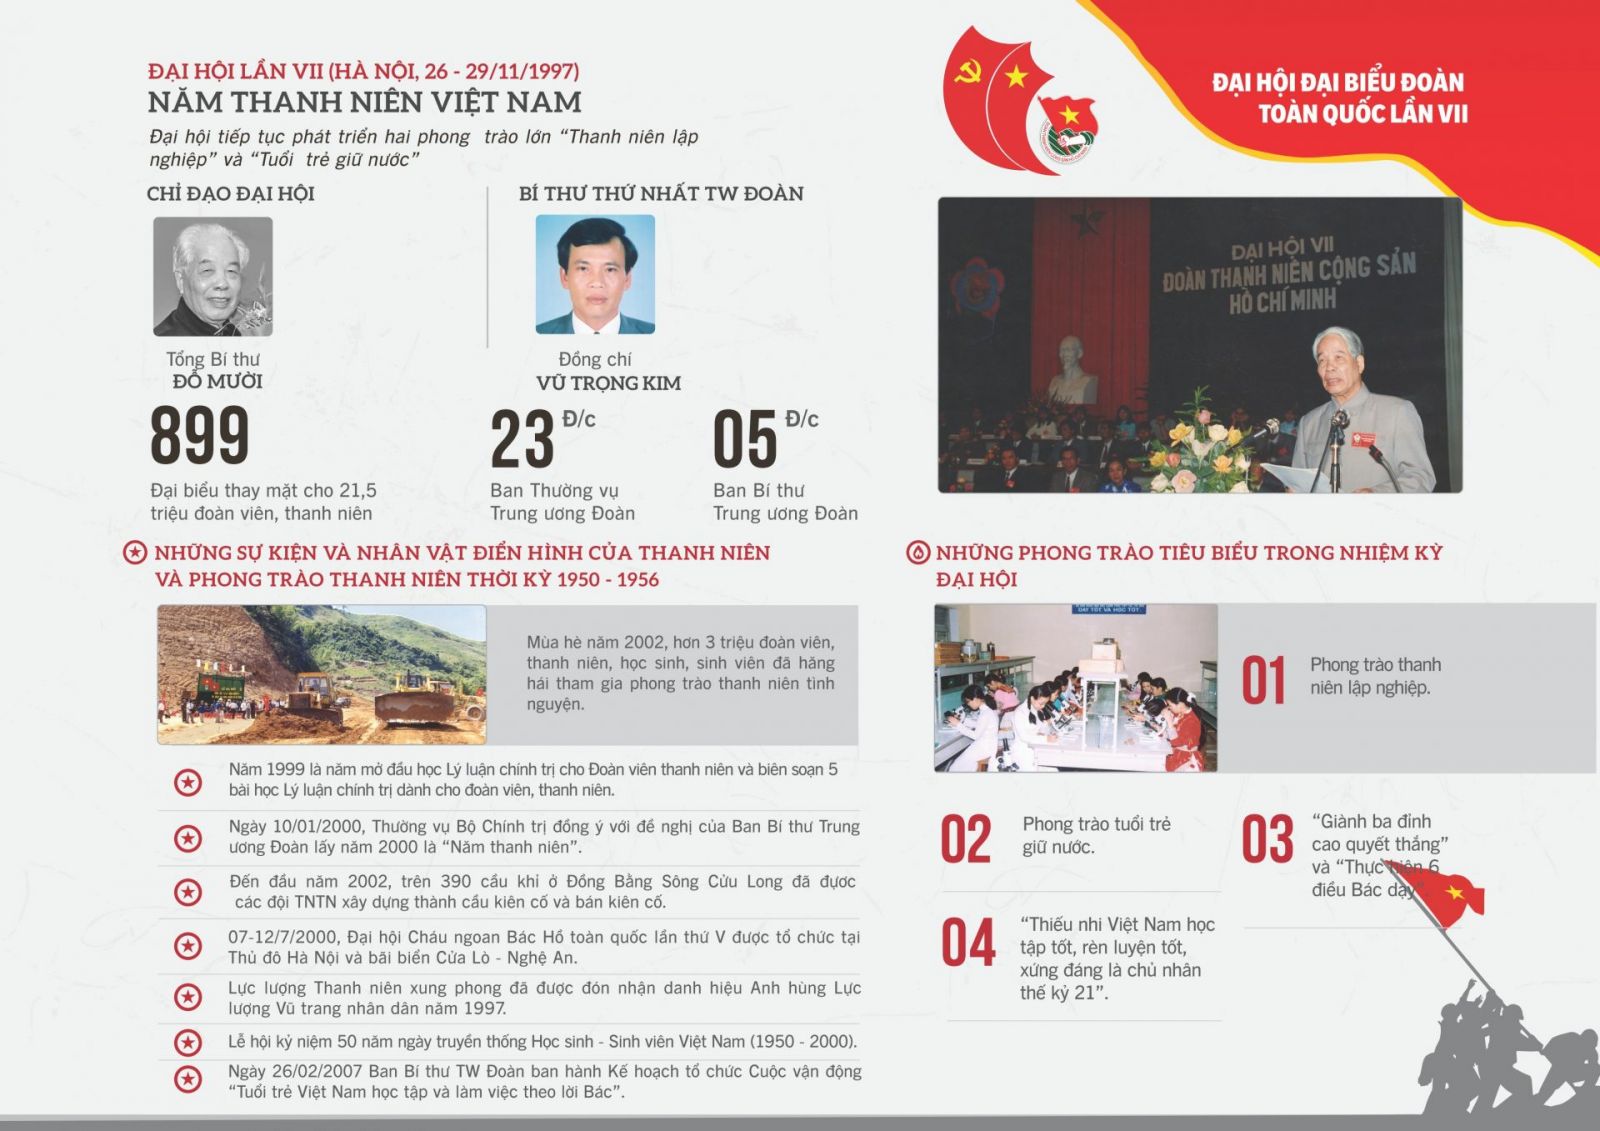 ĐẠI HỘI LẦN VII (HÀ NỘI, 26 - 29/11/1997)
NĂM THANH NIÊN VIỆT NAM
Đại hội tiếp tục phát triển hai phong trào lớn “Thanh niên lập
nghiệp” và “Tuổi trẻ giữ nước”
CHỈ ĐẠO ĐẠI HỘI
Tổng Bí thư
ĐỖ MƯỜI
BÍ THƯ THỨ NHẤT TW ĐOÀN
Đồng chí
VŨ TRỌNG KIM
899
Đại biểu thay mặt cho 21,5
triệu đoàn viên, thanh niên
23 Đ/c
Ban Thường vụ
Trung ương Đoàn
05 Đ/c
Ban Bí thư
Trung ương Đoàn
ĐẠI HỘI ĐẠI BIỂU ĐOÀN
TOÀN QUỐC LẦN VII
ĐẠI HỘI VII
ĐOÀN THANH NIÊN CỘNG SẢN
HỒ CHÍ MINH
NHỮNG SỰ KIỆN VÀ NHÂN VẬT ĐIỂN HÌNH CỦA THANH NIÊN
VÀ PHONG TRÀO THANH NIÊN THỜI KỲ 1950 - 1956
Mùa hè năm 2002, hơn 3 triệu đoàn viên,
thanh niên, học sinh, sinh viên đã hăng
hái tham gia phong trào thanh niên tình
nguyện.
Năm 1999 là năm mở đầu học Lý luận chính trị cho Đoàn viên thanh niên và biên soạn 5
bài học Lý luận chính trị dành cho đoàn viên, thanh niên.
Ngày 10/01/2000, Thường vụ Bộ Chính trị đồng ý với đề nghị của Ban Bí thư Trung
ương Đoàn lấy năm 2000 là “Năm thanh niên”.
Đến đầu năm 2002, trên 390 cầu khỉ ở Đồng Bằng Sông Cửu Long đã được
các đội TNTN xây dựng thành cầu kiên cố và bán kiên cố.
07-12/7/2000, Đại hội Cháu ngoan Bác Hồ toàn quốc lần thứ V được tổ chức tại
Thủ đô Hà Nội và bãi biển Cửa Lò - Nghệ An.
Lực lượng Thanh niên xung phong đã được đón nhận danh hiệu Anh hùng Lực
lượng Vũ trang nhân dân năm 1997.
Lễ hội kỷ niệm 50 năm ngày truyền thống Học sinh - Sinh viên Việt Nam (1950 - 2000).
Ngày 26/02/2007 Ban Bí thư TW Đoàn ban hành Kế hoạch tổ chức Cuộc vận động
“Tuổi trẻ Việt Nam học tập và làm việc theo lời Bác”.
NHỮNG PHONG TRÀO TIÊU BIỂU TRONG NHIỆM KỲ
ĐẠI HỘI
DẠY TỐT VÀ HỌC TỐT
01
Phong trào thanh
niên lập nghiệp.
02
Phong trào tuổi trẻ
giữ nước.
03
“Giành ba đỉnh
cao quyết thắng”
và “Thực hiện 6
điều Bác dạy”.
04
“Thiếu nhi Việt Nam học
tập tốt, rèn luyện tốt,
xứng đáng là chủ nhân
thế kỷ 21”.